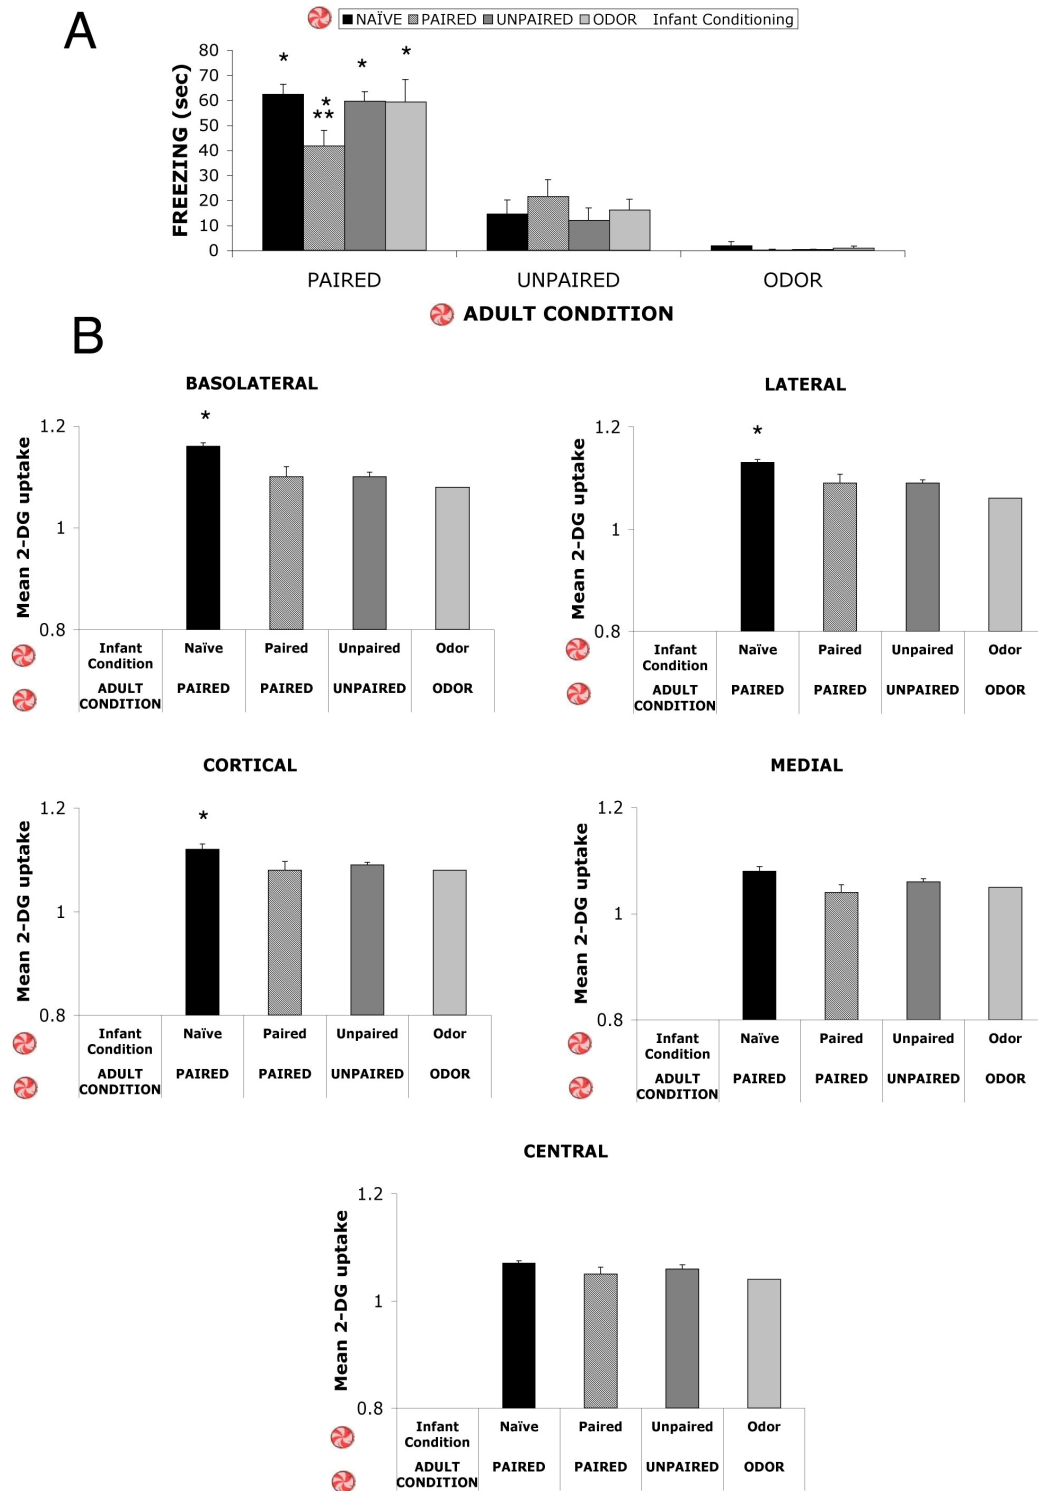 A
NAÏVE PAIRED UNPAIRED ODOR Infant Conditioning
FREEZING (sec)
80
70
60
50
40
30
20
10
0
*
*
**
*
*
PAIRED UNPAIRED ODOR
ADULT CONDITION
B
BASOLATERAL
Mean 2-DG uptake
1.2
1
0.8
*
Infant Condition Naïve Paired Unpaired Odor
ADULT CONDITION PAIRED PAIRED UNPAIRED ODOR
LATERAL
Mean 2-DG uptake
1.2
1
0.8
*
Infant Condition Naïve Paired Unpaired Odor
ADULT CONDITION PAIRED PAIRED UNPAIRED ODOR
CORTICAL
Mean 2-DG uptake
1.2
1
0.8
*
Infant Condition Naïve Paired Unpaired Odor
ADULT CONDITION PAIRED PAIRED UNPAIRED ODOR
MEDIAL
Mean 2-DG uptake
1.2
1
0.8
Infant Condition Naïve Paired Unpaired Odor
ADULT CONDITION PAIRED PAIRED UNPAIRED ODOR
CENTRAL
Mean 2-DG uptake
1.2
1
0.8
Infant Condition Naïve Paired Unpaired Odor
ADULT CONDITION PAIRED PAIRED UNPAIRED ODOR